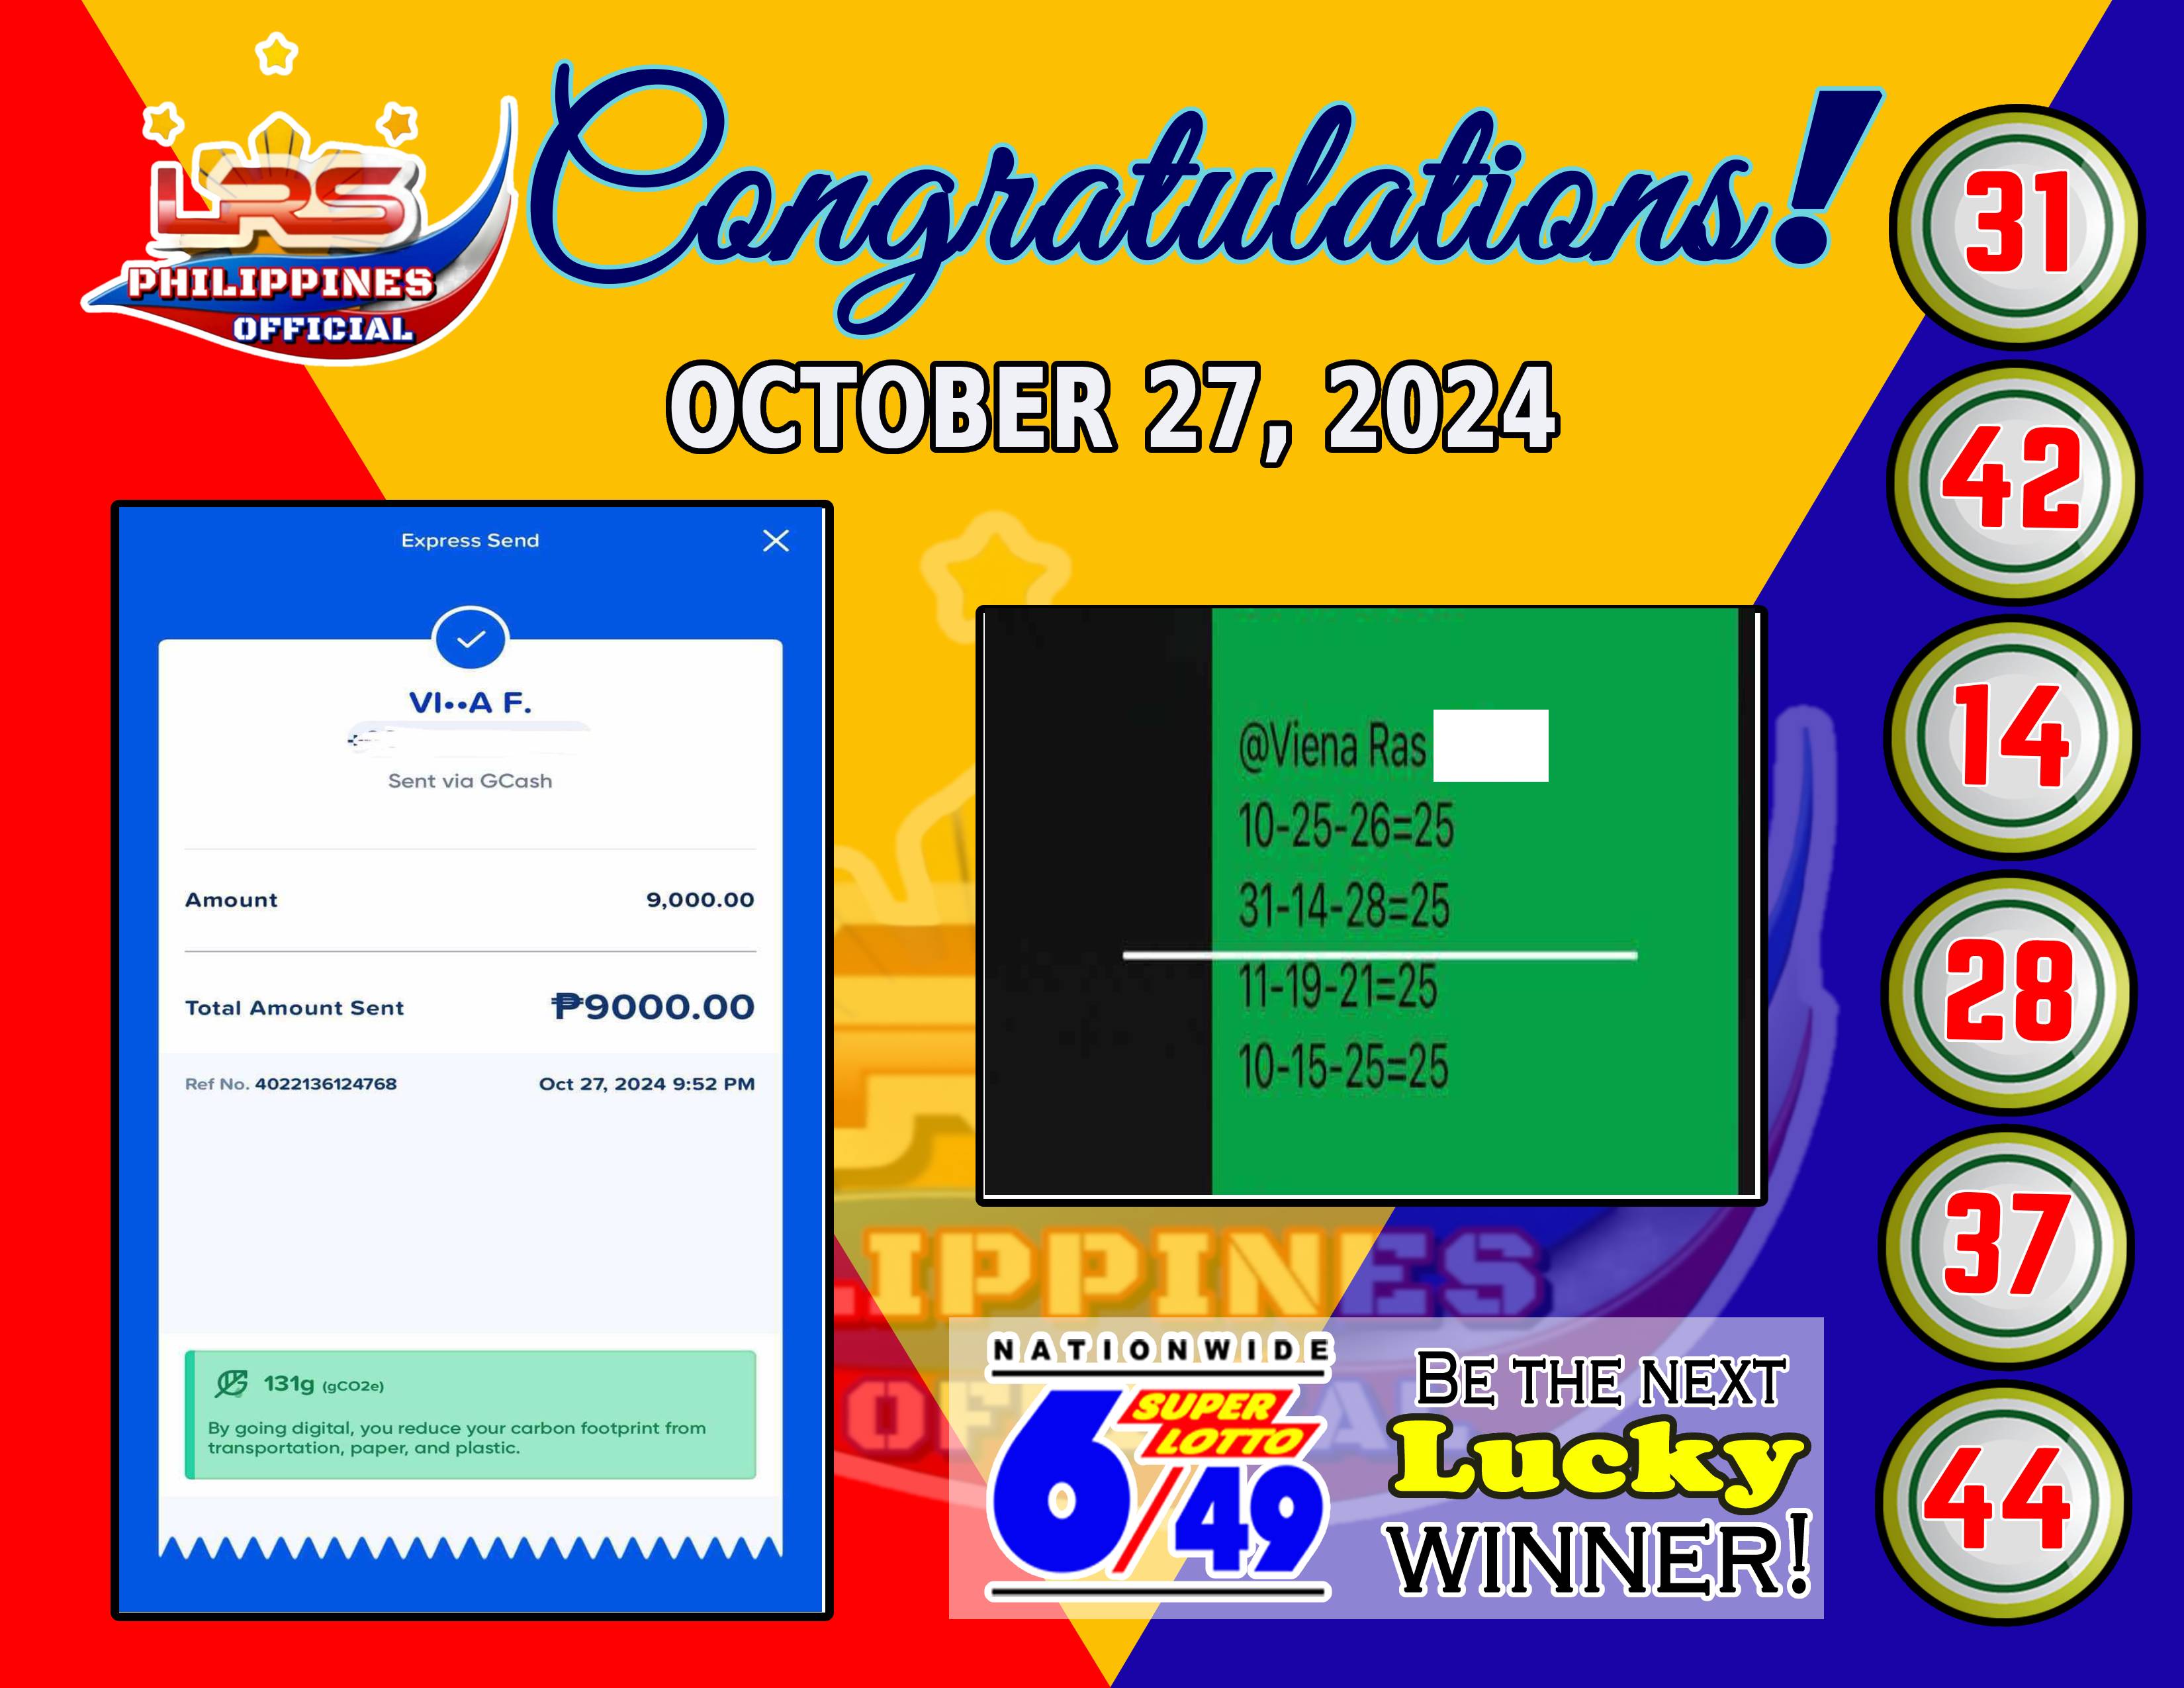 LRS
PHILIPPINES
OFFICIAL
Congratulations!
OCTOBER 27, 2024
Express Send
VI••A F.
Sent via GCash
Amount 9,000.00
Total Amount Sent ₱9000.00
Ref No. 4022136124768 Oct 27, 2024 9:52 PM
131g (gCO2e)
By going digital, you reduce your carbon footprint from
transportation, paper, and plastic.
@Viena Ras
10-25-26=25
31-14-28=25
11-19-21=25
10-15-25=25
IPPINES
NATIONWIDE
SUPER
LOTTO
6/49
BE THE NEXT
Lucky
WINNER!
31
42
14
28
37
44